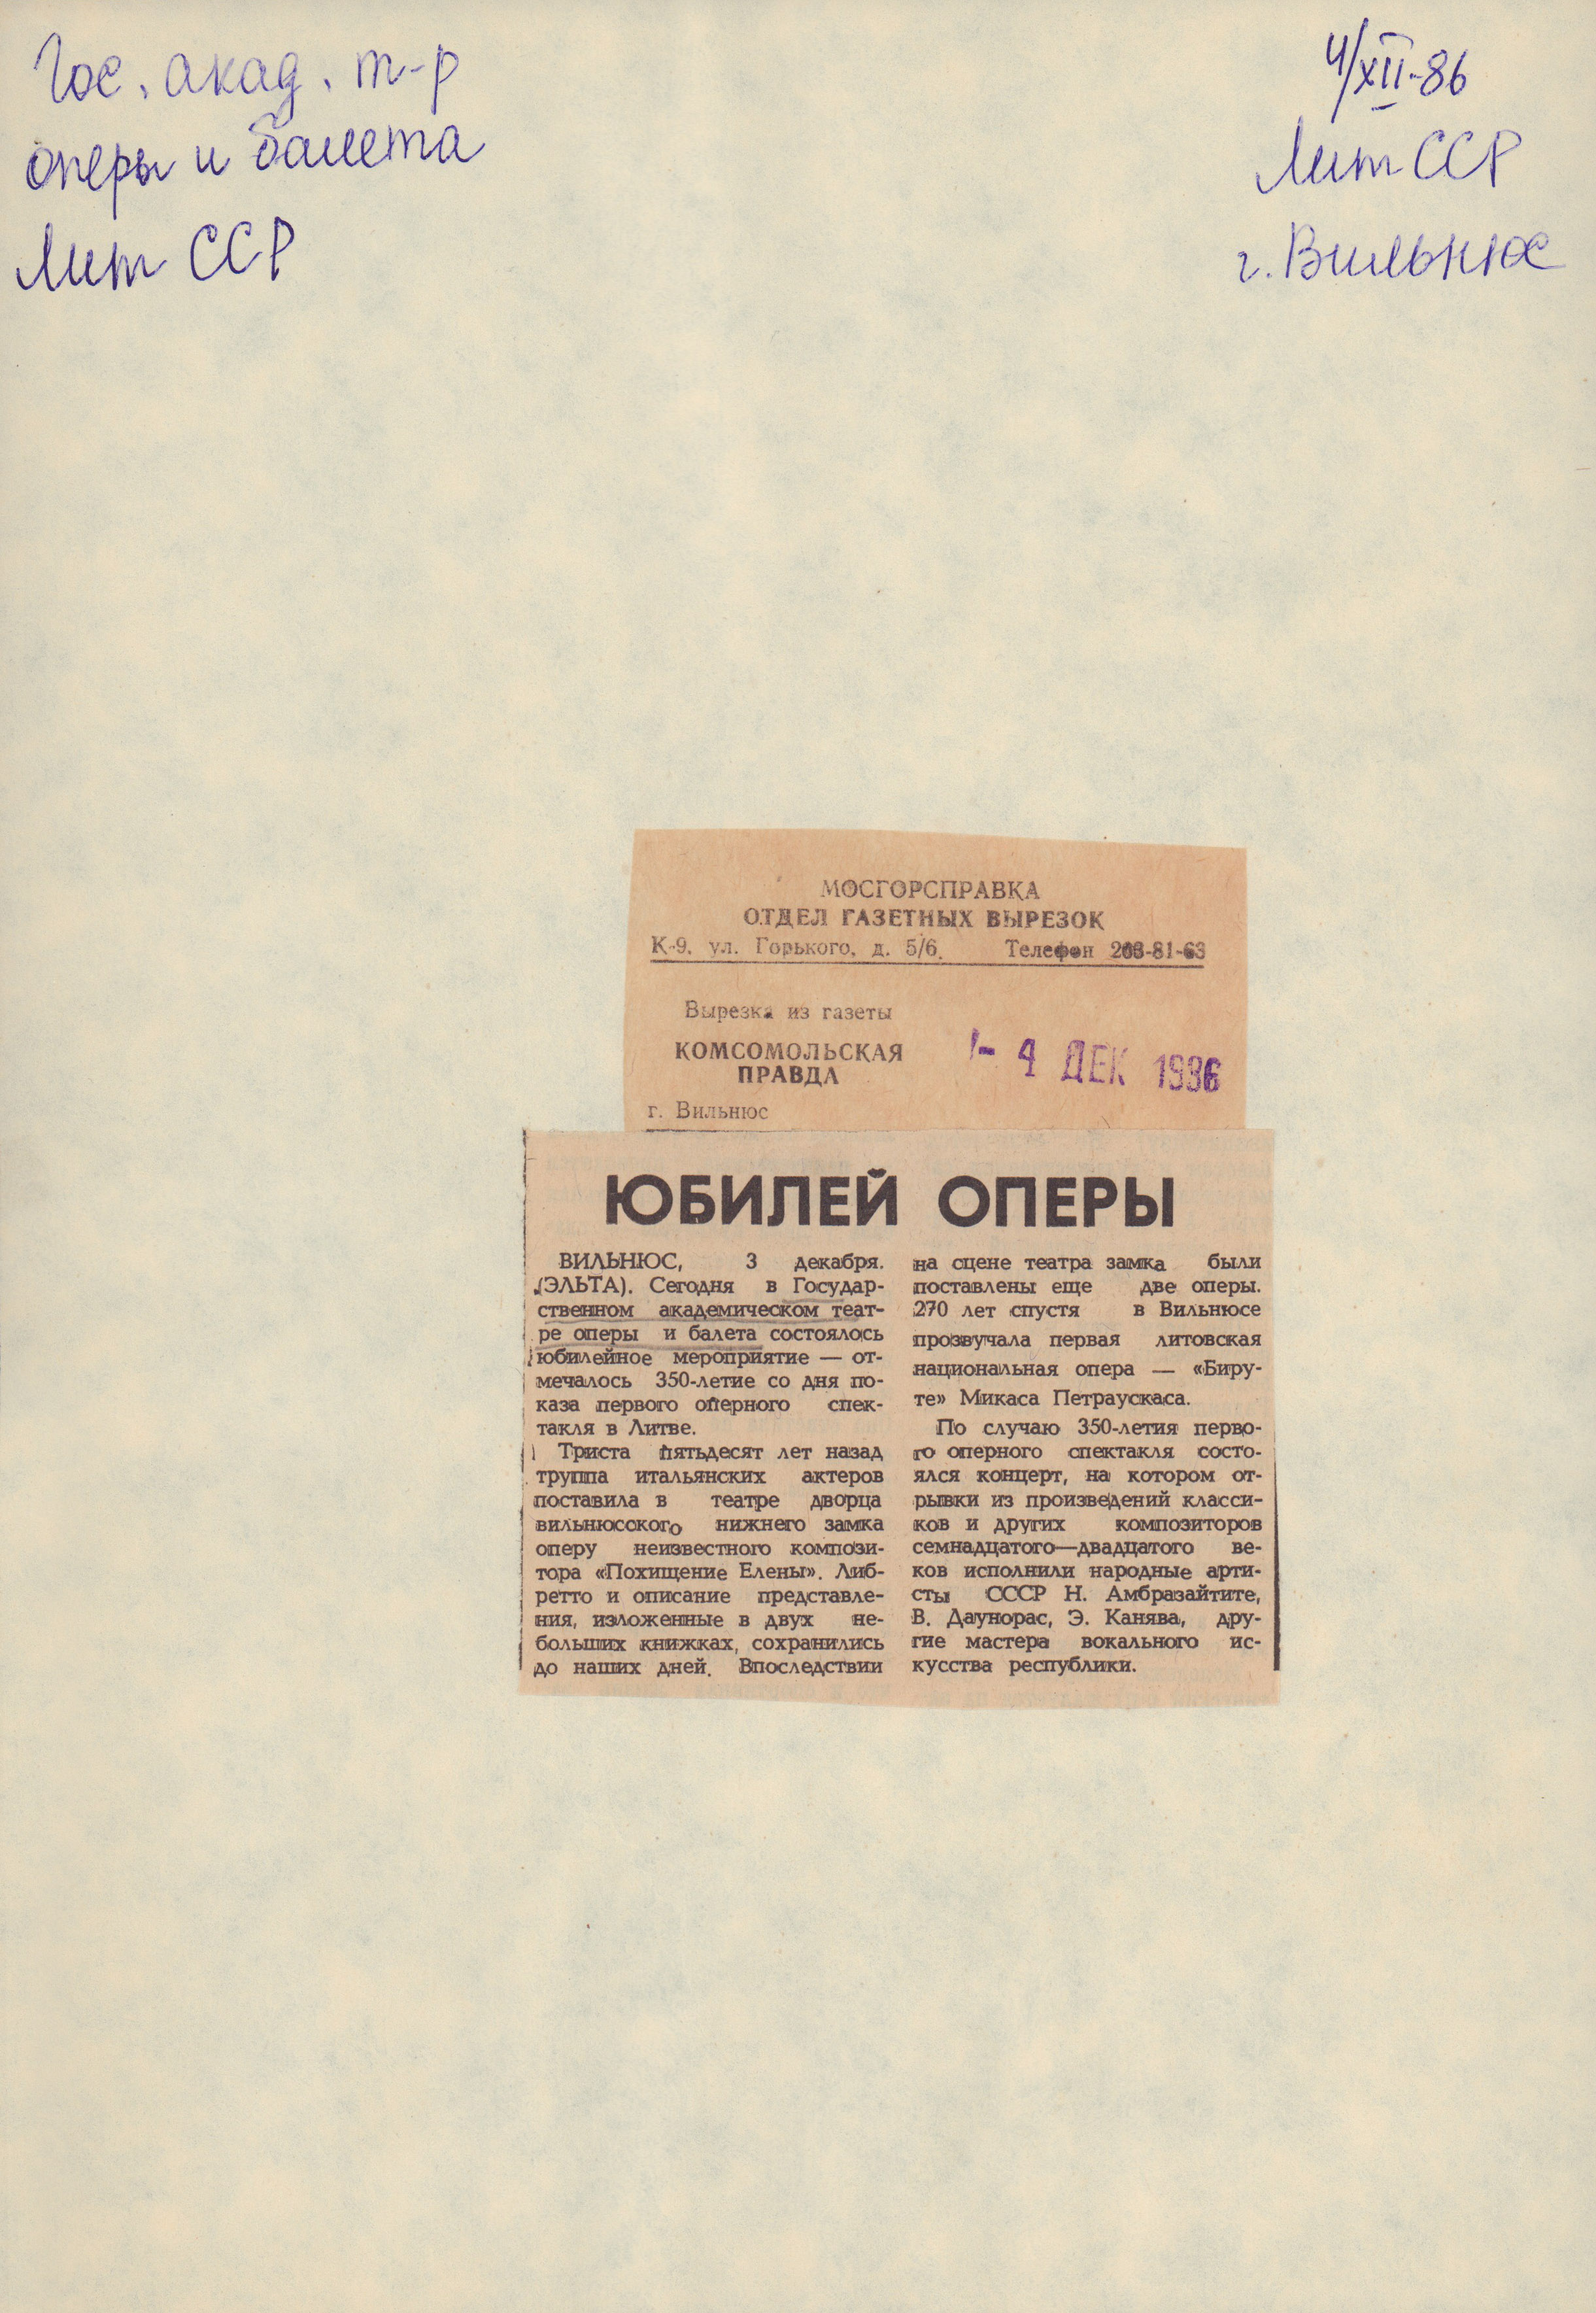 Гос. акад. т-р
оперы и балета
Лит ССР
4/XII-86
Лит ССР
г. Вильнюс
МОСГОРСПРАВКА
ОТДЕЛ ГАЗЕТНЫХ ВЫРЕЗОК
К-9, ул. Горького, д. 5/6. Телефон 203-81-63
Вырезка из газеты
КОМСОМОЛЬСКАЯ
ПРАВДА
- 4 ДЕК 1986
г. Вильнюс
ЮБИЛЕЙ ОПЕРЫ
ВИЛЬНЮС, 3 декабря.
(ЭЛЬТА). Сегодня в Государ-
ственном академическом теат-
ре оперы и балета состоялось
юбилейное мероприятие — от-
мечалось 350-летие со дня по-
каза первого оперного спек-
такля в Литве.
Триста пятьдесят лет назад
труппа итальянских актеров
поставила в театре дворца
вильнюсского нижнего замка
оперу неизвестного компози-
тора «Похищение Елены». Либ-
ретто и описание представле-
ния, изложенные в двух не-
больших книжках, сохранились
до наших дней. Впоследствии
на сцене театра замка были
поставлены еще две оперы.
270 лет спустя в Вильнюсе
прозвучала первая литовская
национальная опера — «Биру-
те» Микаса Петраускаса.
По случаю 350-летия перво-
го оперного спектакля состо-
ялся концерт, на котором от-
рывки из произведений класси-
ков и других композиторов
семнадцатого—двадцатого ве-
ков исполнили народные арти-
сты СССР Н. Амбразайтите,
В. Даунорас, Э. Канява, дру-
гие мастера вокального ис-
кусства республики.